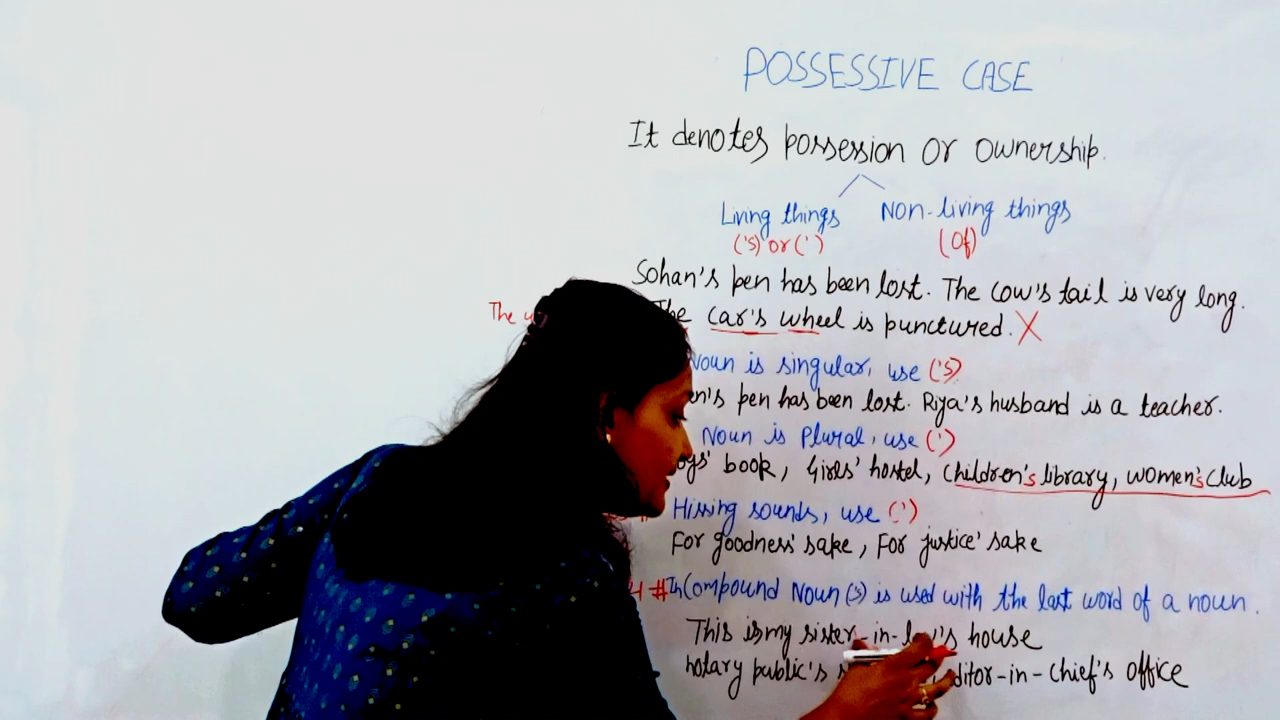 POSSESSIVE CASE
It denotes possession or ownership.
Living things Non-living things
('s) or (') (Of)
Sohan's pen has been lost. The cow's tail is very long.
The car's wheel is punctured. X
The
Noun is singular, use ('s)
pen has been lost. Riya's husband is a teacher.
Noun is Plural, use (')
book, Girls' hostel, Children's library, women's club
Hissing sounds, use (')
For goodness' sake, For justice' sake
4 # In Compound Noun ('s) is used with the last word of a noun.
This is my sister-in-law's house
notary public's editor-in-chief's office